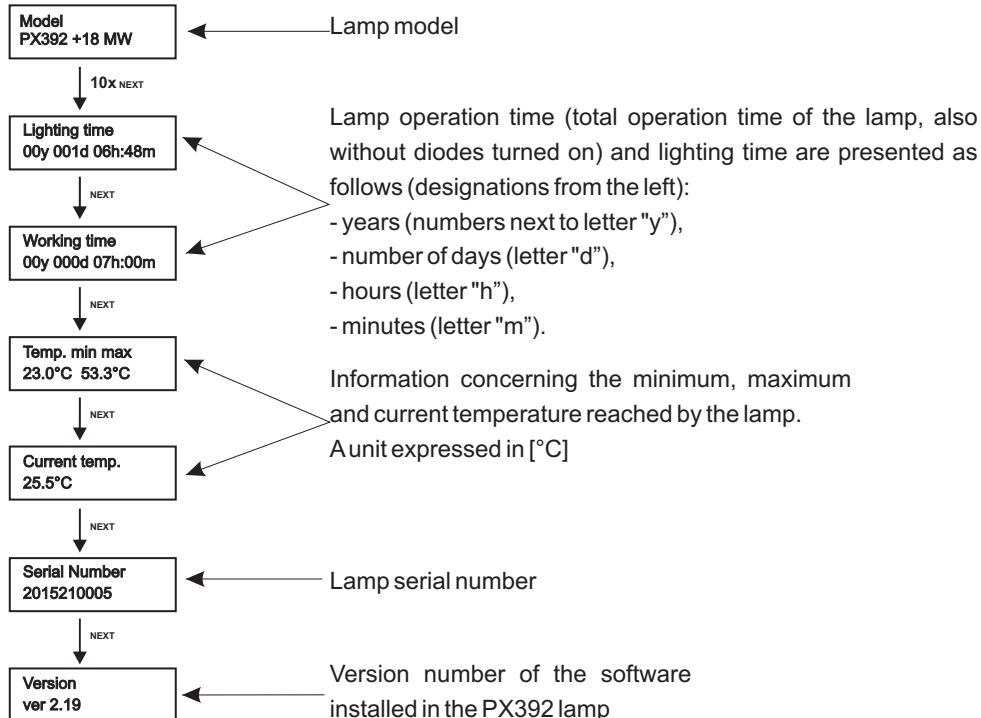 Model
PX392 +18 MW
Lamp model
10x NEXT
Lighting time
00y 001d 06h:48m
Lamp operation time (total operation time of the lamp, also
without diodes turned on) and lighting time are presented as
follows (designations from the left):
- years (numbers next to letter "y”),
- number of days (letter "d”),
- hours (letter "h”),
- minutes (letter "m”).
NEXT
Working time
00y 000d 07h:00m
NEXT
Temp. min max
23.0°C 53.3°C
Information concerning the minimum, maximum
and current temperature reached by the lamp.
A unit expressed in [°C]
NEXT
Current temp.
25.5°C
NEXT
Serial Number
2015210005
Lamp serial number
NEXT
Version
ver 2.19
Version number of the software
installed in the PX392 lamp